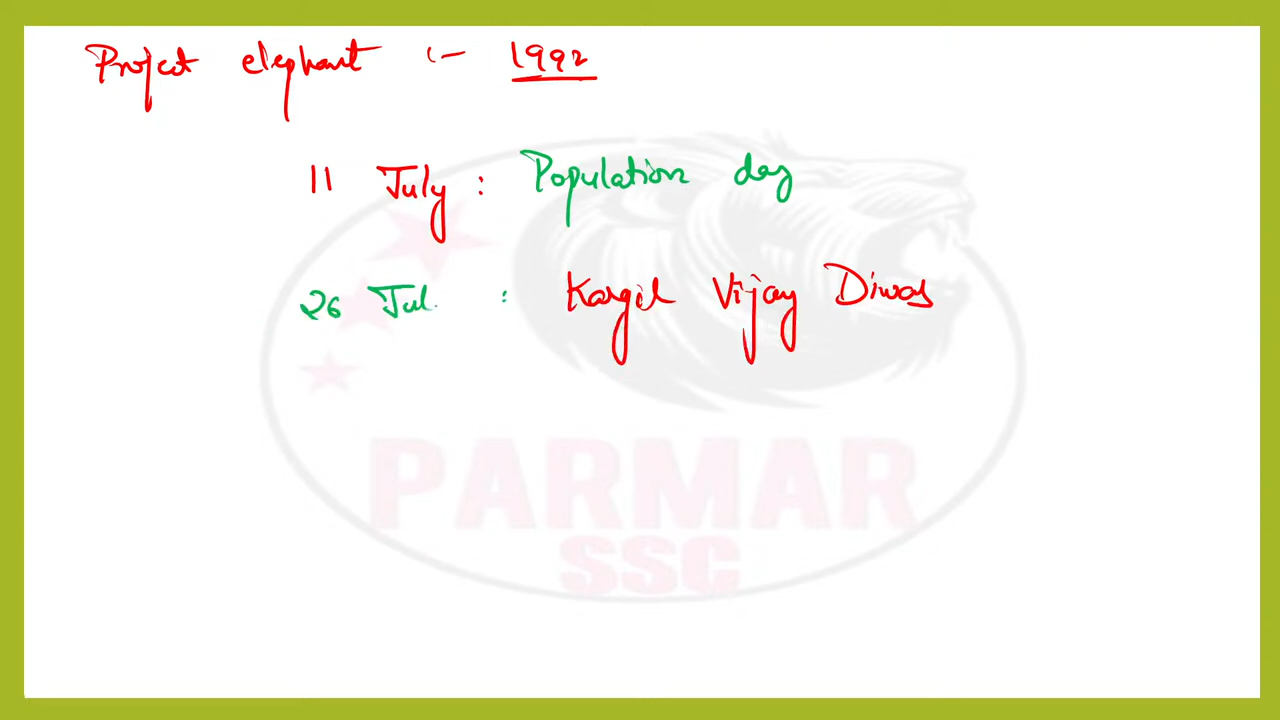 Project elephant :- 1992
11 July : Population day
26 Jul. : Kargil Vijay Diwas
PARMAR
SSC